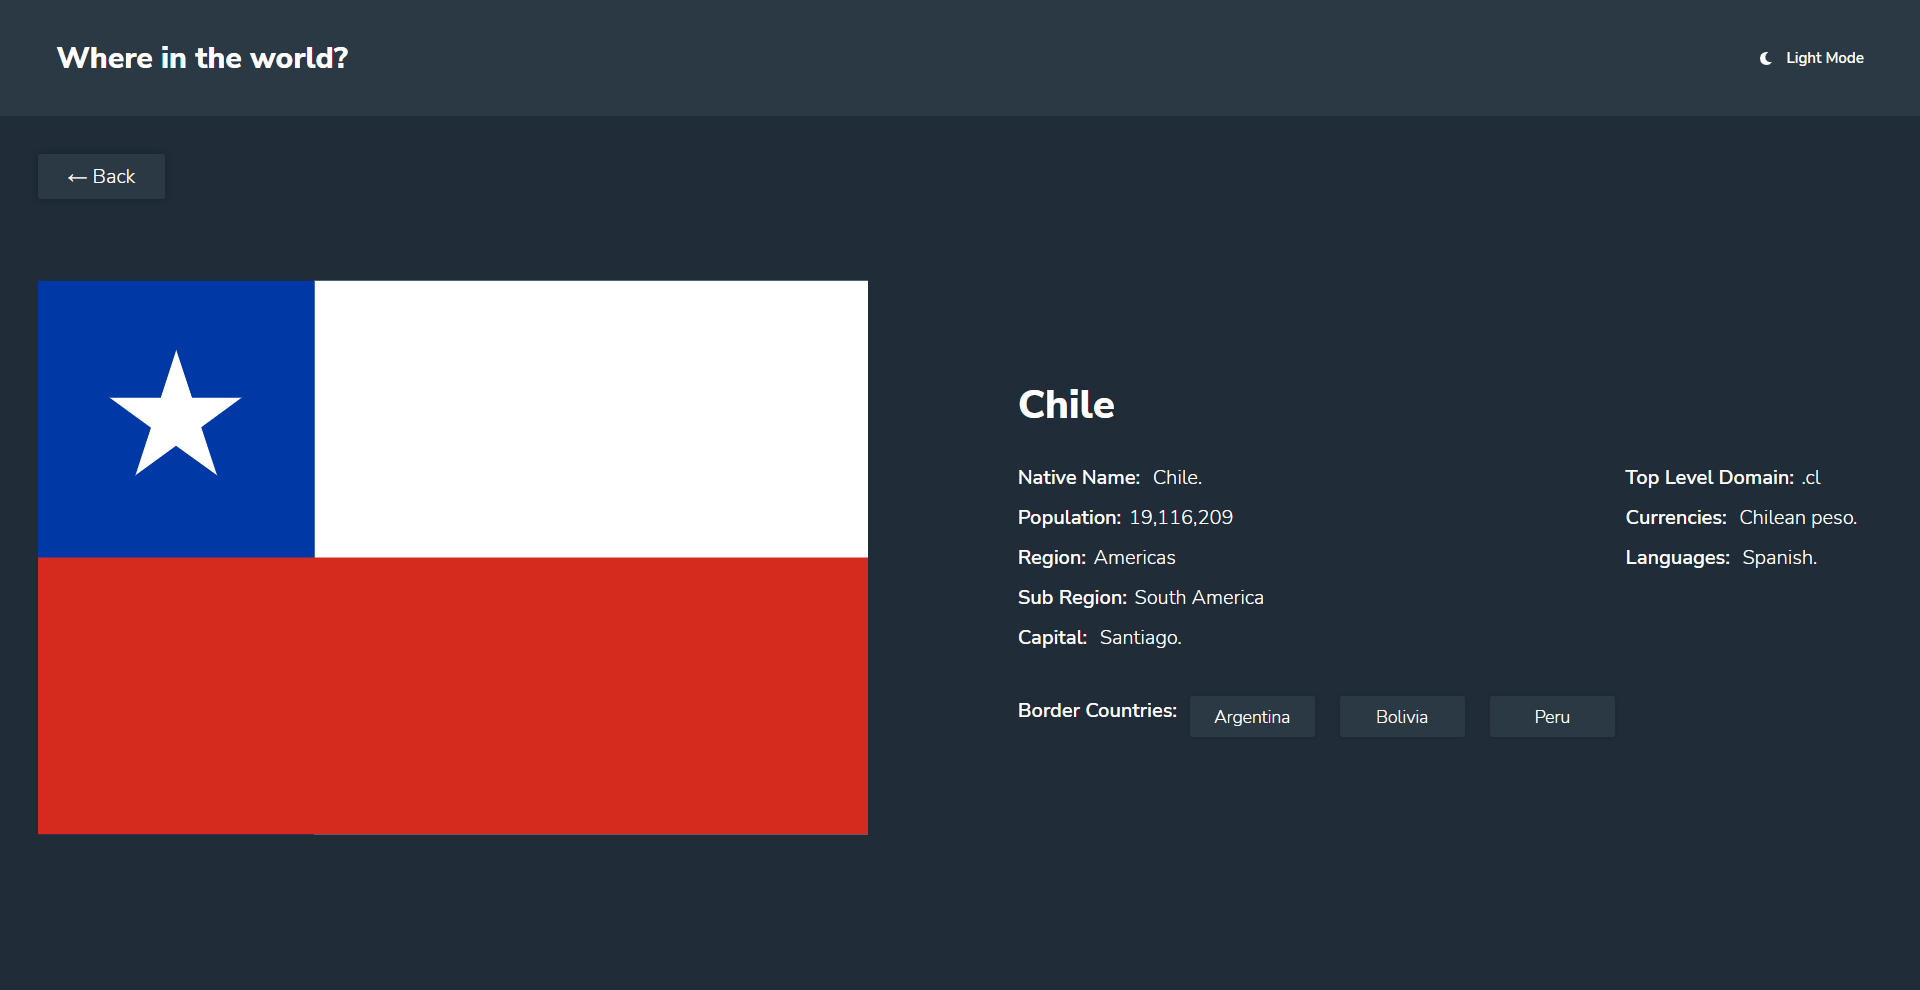 Where in the world?
Light Mode
← Back
Chile
Native Name: Chile.
Population: 19,116,209
Region: Americas
Sub Region: South America
Capital: Santiago.
Top Level Domain: .cl
Currencies: Chilean peso.
Languages: Spanish.
Border Countries: Argentina Bolivia Peru